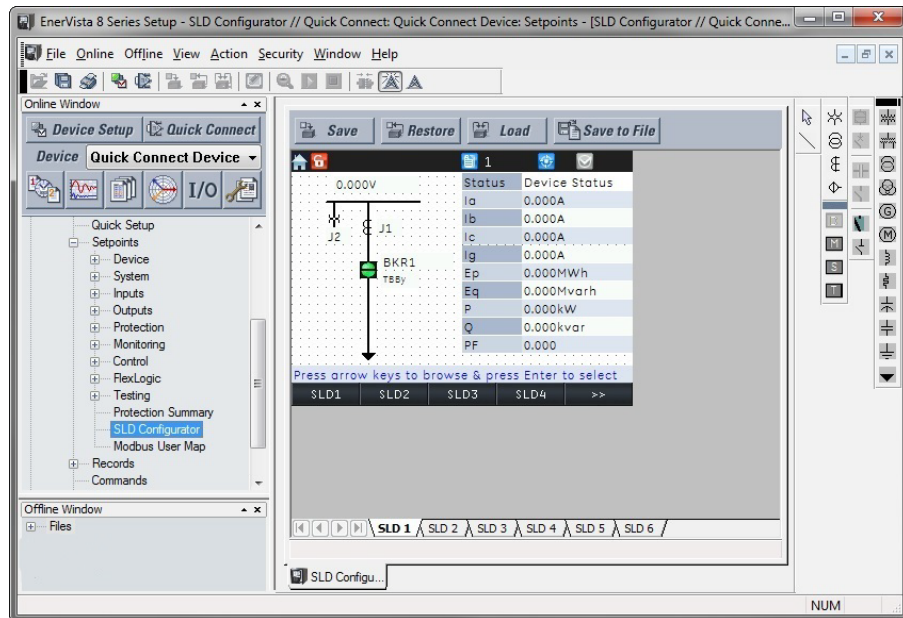 EnerVista 8 Series Setup - SLD Configurator // Quick Connect: Quick Connect Device: Setpoints - [SLD Configurator // Quick Conne...
File Online Offline View Action Security Window Help
Online Window
Device Setup Quick Connect
Device Quick Connect Device
I/O
Quick Setup
Setpoints
Device
System
Inputs
Outputs
Protection
Monitoring
Control
FlexLogic
Testing
Protection Summary
SLD Configurator
Modbus User Map
Records
Commands
Offline Window
Files
Save Restore Load Save to File
1
0.000V
J2
J1
BKR1
TBBy
Status Device Status
Ia 0.000A
Ib 0.000A
Ic 0.000A
Ig 0.000A
Ep 0.000MWh
Eq 0.000Mvarh
P 0.000kW
Q 0.000kvar
PF 0.000
Press arrow keys to browse & press Enter to select
SLD1 SLD2 SLD3 SLD4 >>
SLD 1 SLD 2 SLD 3 SLD 4 SLD 5 SLD 6
SLD Configu...
G
M
M
S
T
NUM